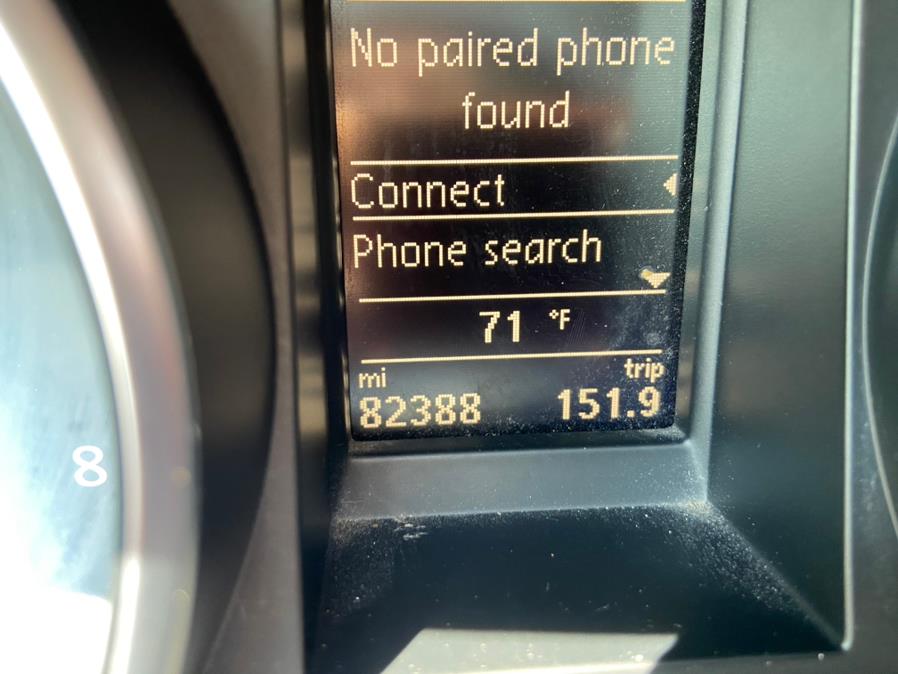 No paired phone
found
Connect
Phone search
71 °F
mi trip
82388 151.9
8